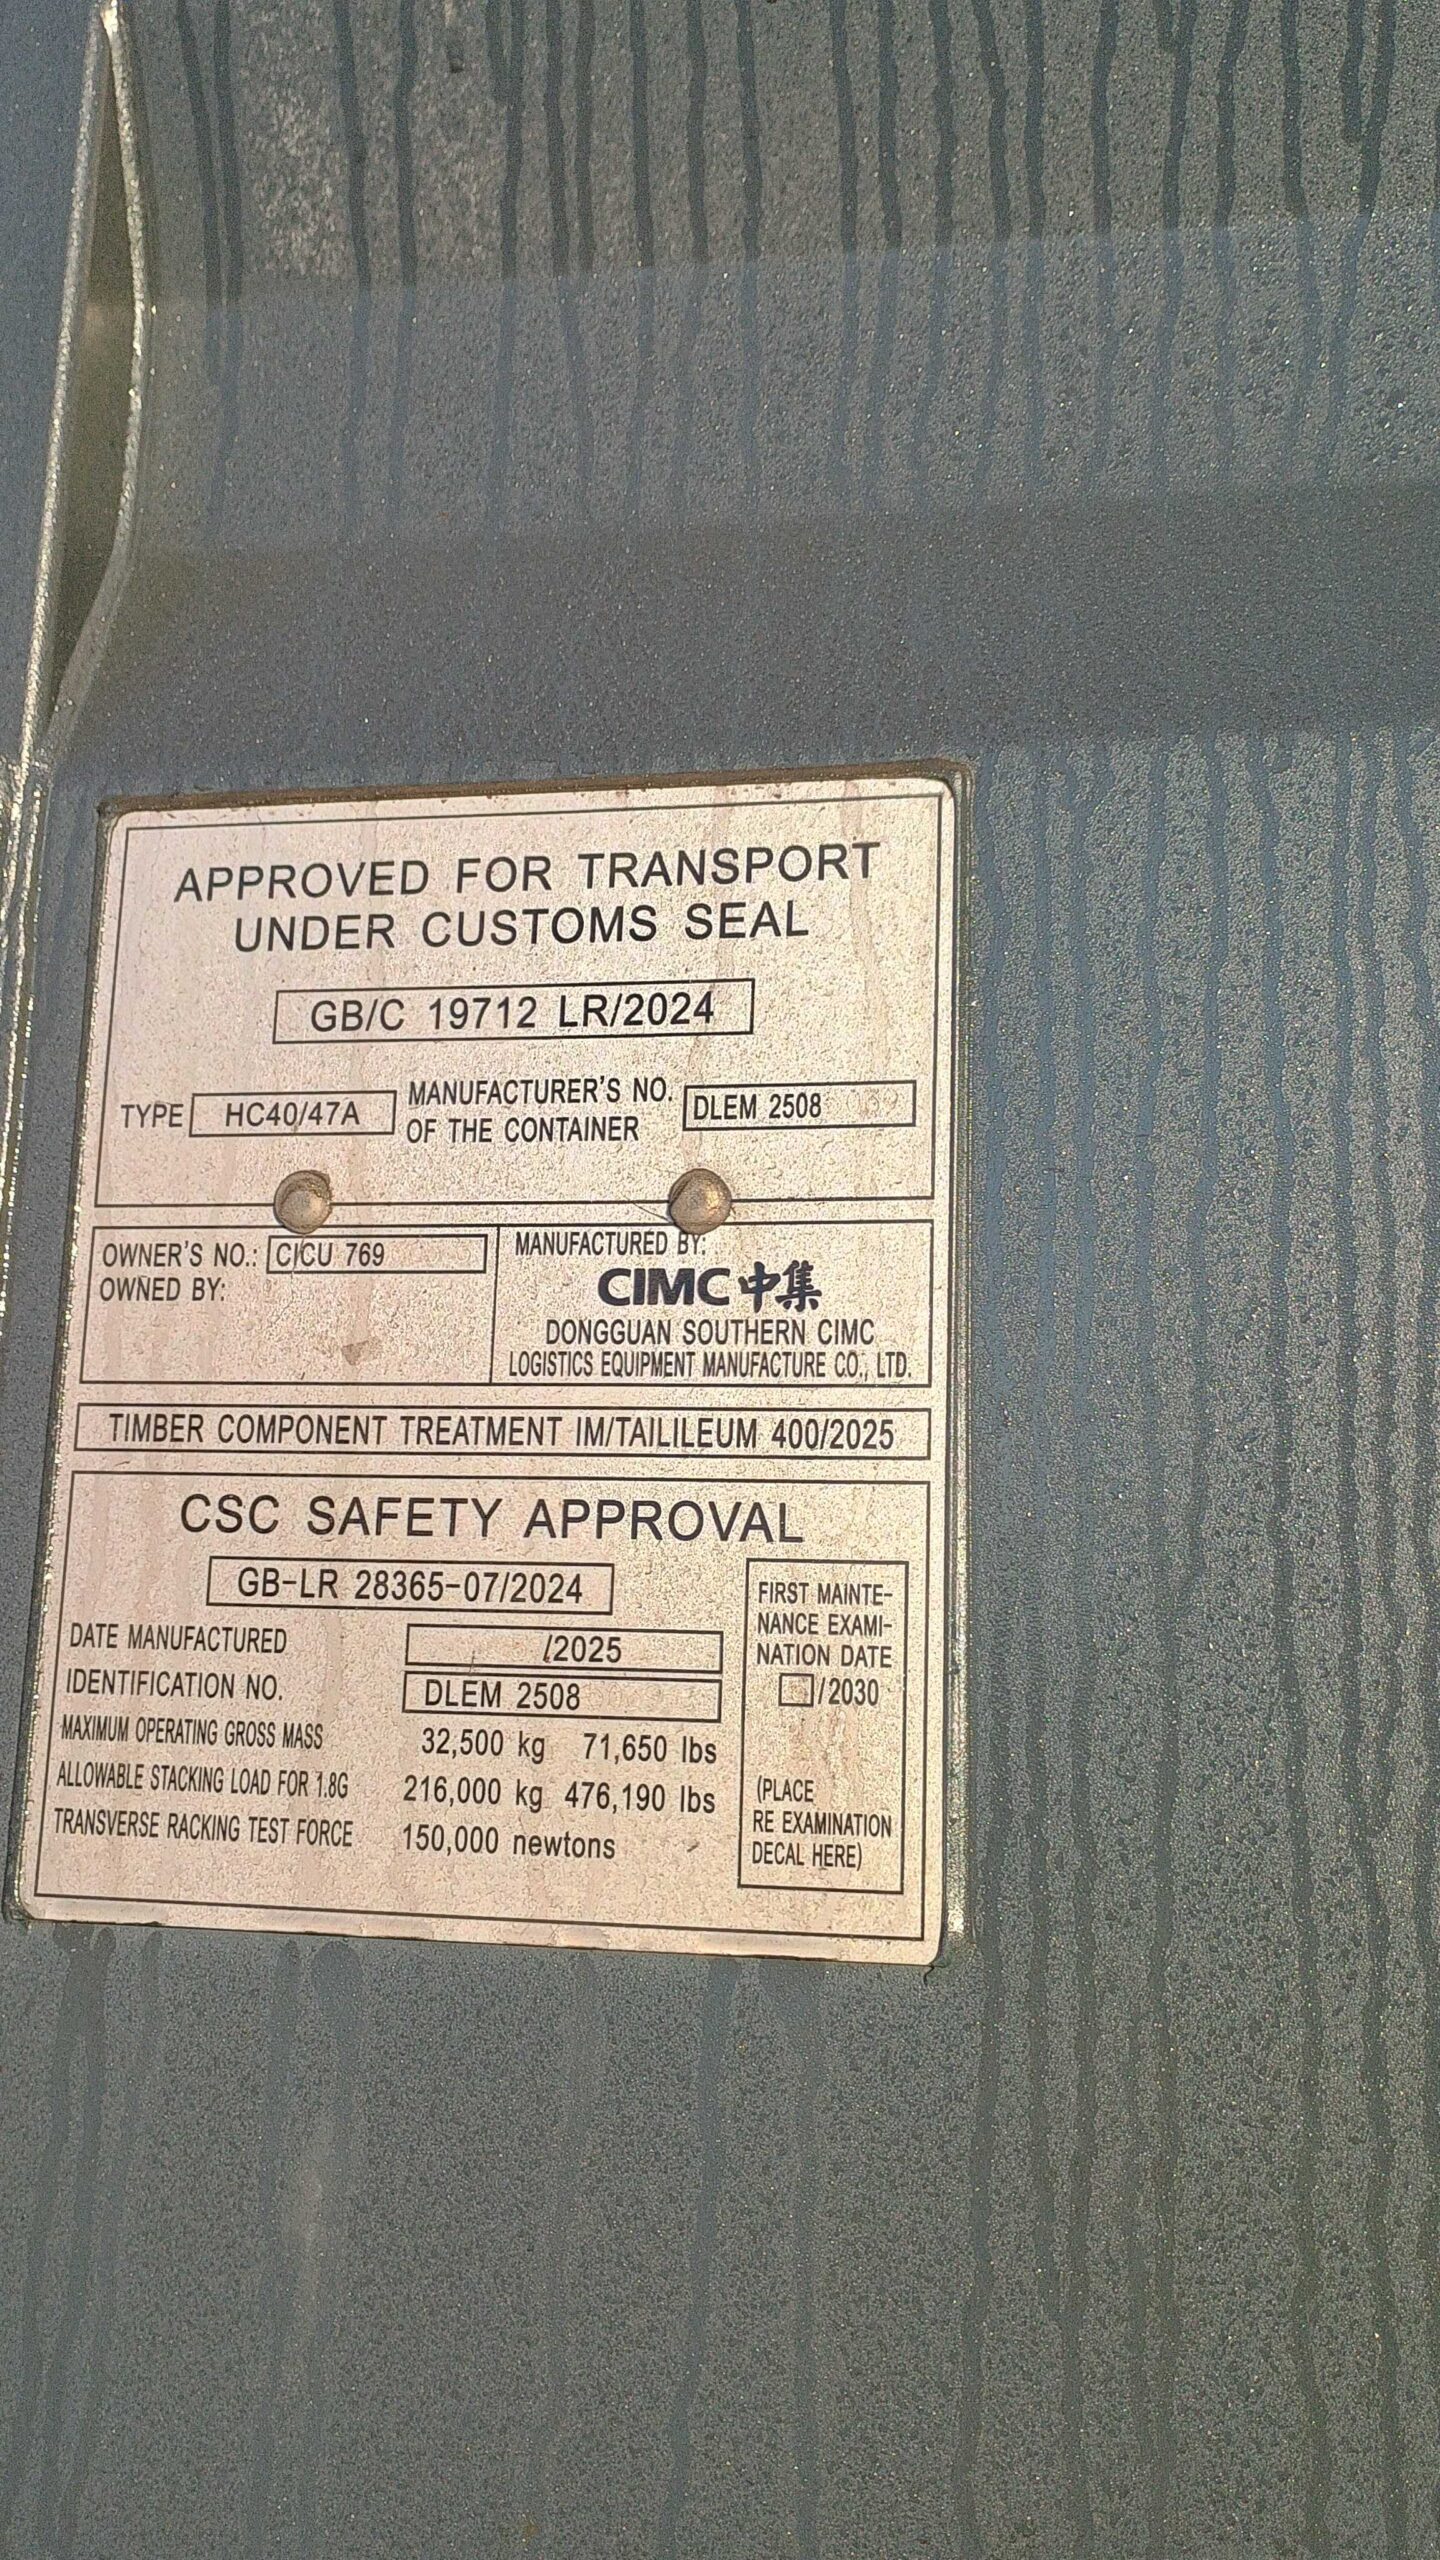 APPROVED FOR TRANSPORT
UNDER CUSTOMS SEAL
GB/C 19712 LR/2024
TYPE HC40/47A
MANUFACTURER'S NO.
OF THE CONTAINER
DLEM 2508
OWNER'S NO.: CICU 769
OWNED BY:
MANUFACTURED BY:
CIMC 中集
DONGGUAN SOUTHERN CIMC
LOGISTICS EQUIPMENT MANUFACTURE CO., LTD.
TIMBER COMPONENT TREATMENT IM/TAILILEUM 400/2025
CSC SAFETY APPROVAL
GB-LR 28365-07/2024
DATE MANUFACTURED /2025
IDENTIFICATION NO. DLEM 2508
MAXIMUM OPERATING GROSS MASS 32,500 kg 71,650 lbs
ALLOWABLE STACKING LOAD FOR 1.8G 216,000 kg 476,190 lbs
TRANSVERSE RACKING TEST FORCE 150,000 newtons
FIRST MAINTE-
NANCE EXAMI-
NATION DATE
/2030
(PLACE
RE EXAMINATION
DECAL HERE)